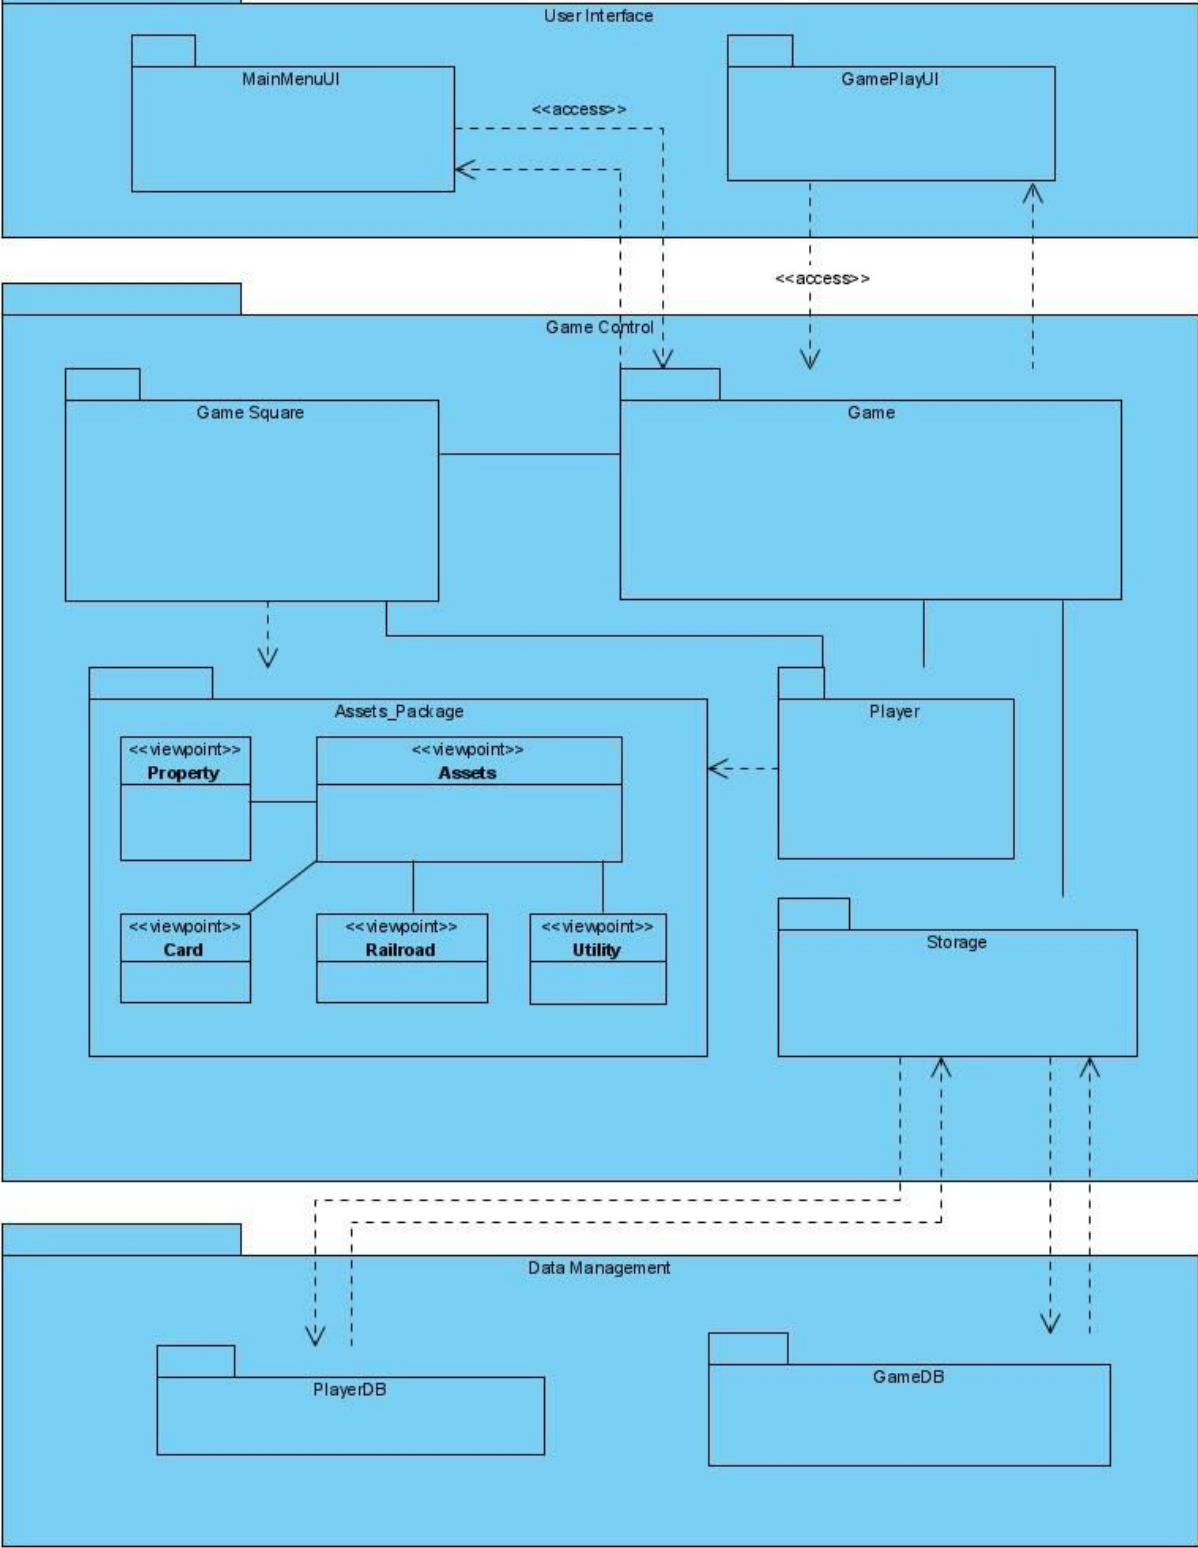 User Interface
MainMenuUI
GamePlayUI
<<access>>
<<access>>
Game Control
Game Square
Game
Assets_Package
Player
<<viewpoint>>
Property
<<viewpoint>>
Assets
<<viewpoint>>
Card
<<viewpoint>>
Railroad
<<viewpoint>>
Utility
Storage
Data Management
PlayerDB
GameDB